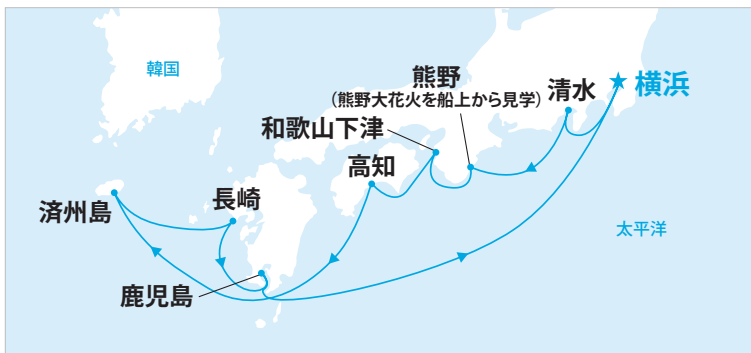 韓国
熊野
（熊野大花火を船上から見学）
清水
★横浜
和歌山下津
高知
長崎
済州島
太平洋
鹿児島